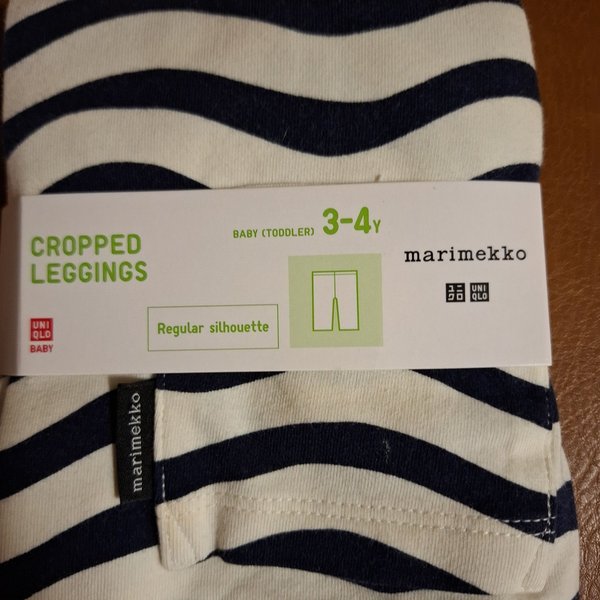 CROPPED
LEGGINGS
BABY (TODDLER) 3-4Y
marimekko
Regular silhouette
UNI
QLO
BABY
ユニ
クロ
UNI
QLO
marimekko